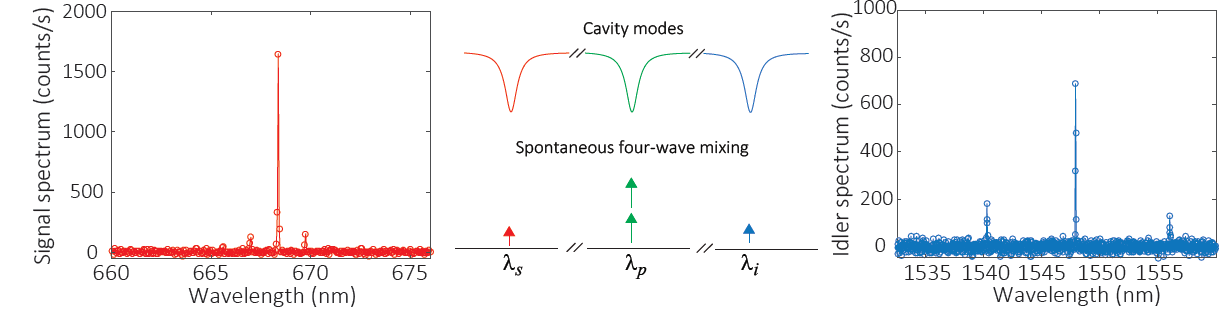 Signal spectrum (counts/s)
2000
1500
1000
500
0
660
665
670
675
Wavelength (nm)
Cavity modes
Spontaneous four-wave mixing
λs
λp
λi
Idler spectrum (counts/s)
1000
800
600
400
200
0
1535
1540
1545
1550
1555
Wavelength (nm)